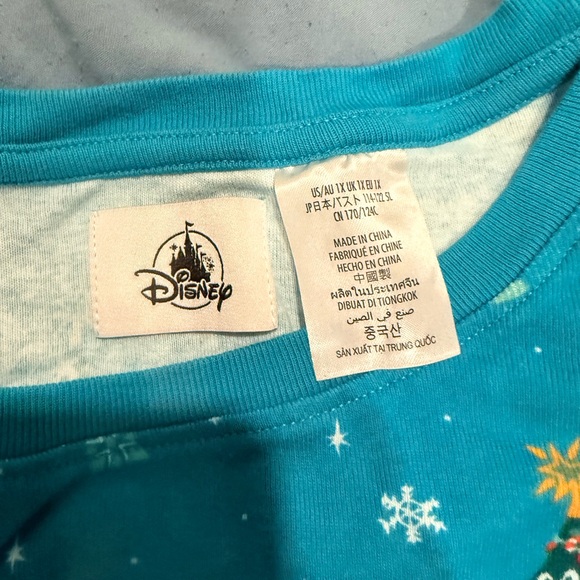 Disney
US/AU 1X UK 1X EU 1X
JP日本/バスト 114-122 5L
CN 170/124C
MADE IN CHINA
FABRIQUÉ EN CHINE
HECHO EN CHINA
中國製
ผลิตในประเทศจีน
DIBUAT DI TIONGKOK
صنع في الصين
중국산
SẢN XUẤT TẠI TRUNG QUỐC